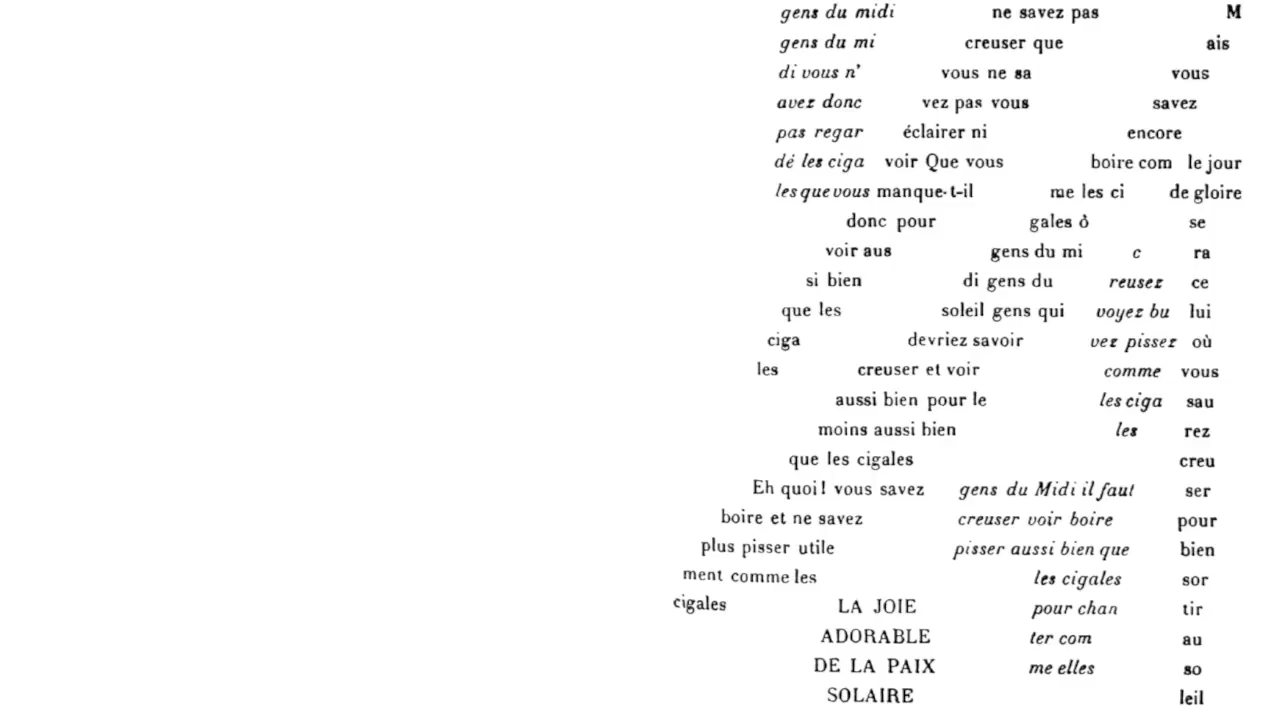 gens du midi
gens du mi
di vous n'
avez donc
pas regar
dé les ciga
les que vous
ne savez pas
creuser que
vous ne sa
vez pas vous
éclairer ni
voir Que vous
manque-t-il
donc pour
voir aus
si bien
que les
ciga
les
M
ais
vous
savez
encore
boire com
me les ci
gales ô
gens du mi
di gens du
soleil gens qui
devriez savoir
creuser et voir
aussi bien pour le
moins aussi bien
que les cigales
Eh quoi! vous savez
boire et ne savez
plus pisser utile
ment comme les
cigales
le jour
de gloire
se
ra
ce
lui
où
vous
sau
rez
creu
ser
pour
bien
sor
tir
au
so
leil
c
reusez
voyez bu
vez pissez
comme
les ciga
les
gens du Midi il faut
creuser voir boire
pisser aussi bien que
les cigales
pour chan
ter com
me elles
LA JOIE
ADORABLE
DE LA PAIX
SOLAIRE